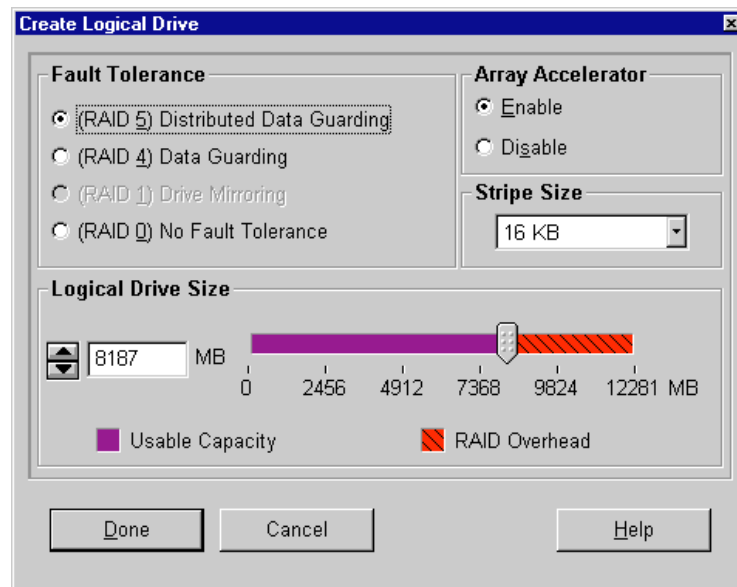 Create Logical Drive
Fault Tolerance
(RAID 5) Distributed Data Guarding
(RAID 4) Data Guarding
(RAID 1) Drive Mirroring
(RAID 0) No Fault Tolerance
Array Accelerator
Enable
Disable
Stripe Size
16 KB
Logical Drive Size
8187 MB
0 2456 4912 7368 9824 12281 MB
Usable Capacity RAID Overhead
Done Cancel Help